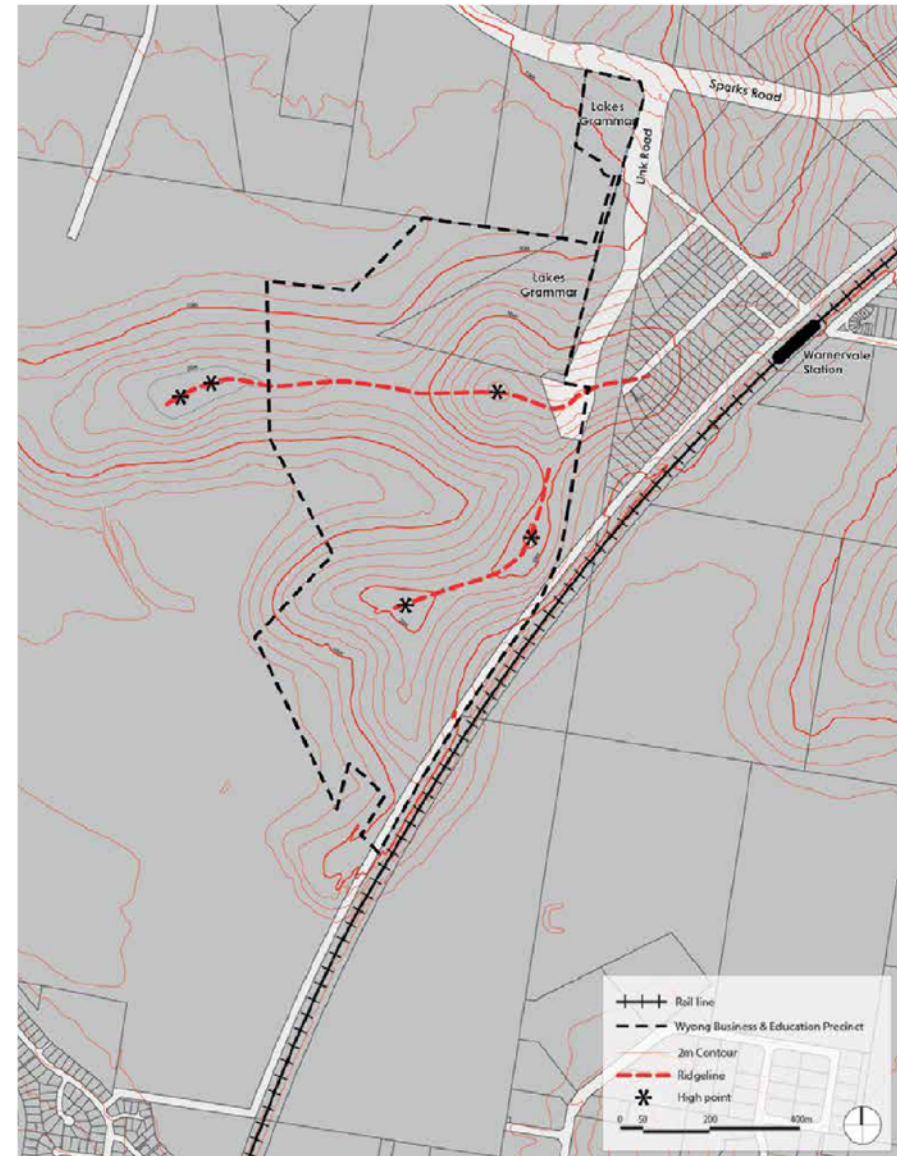 Sparks Road
Lakes
Grammar
Link Road
Lakes
Grammar
Warnervale
Station
Rail line
Wyong Business & Education Precinct
2m Contour
Ridgeline
High point
0 50 200 400m